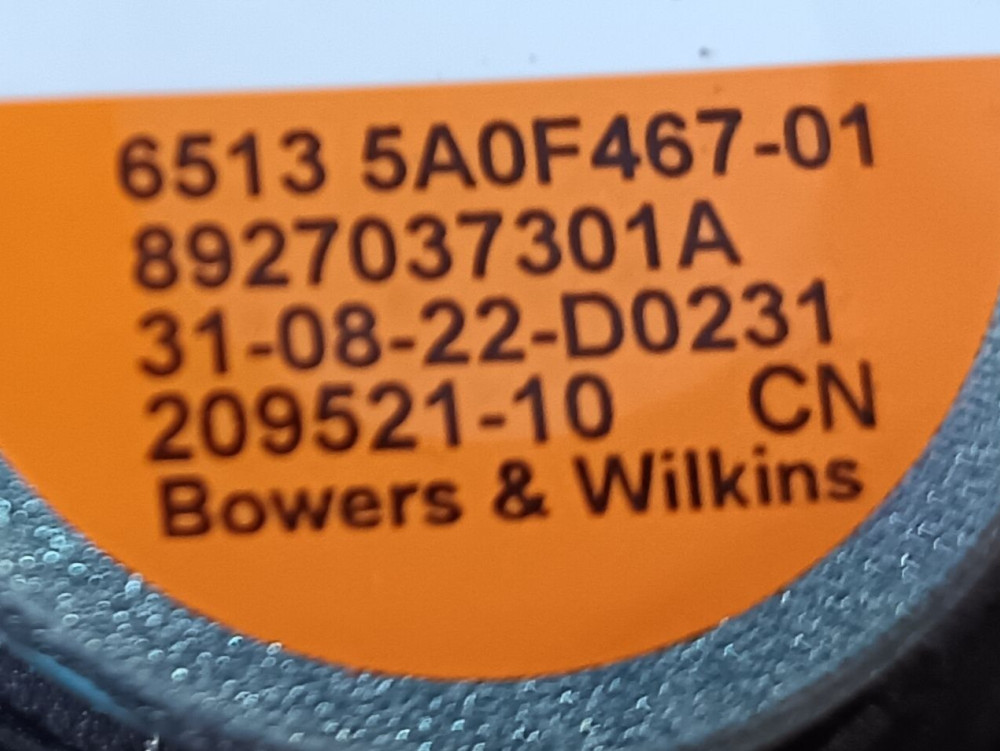 6513 5A0F467-01
8927037301A
31-08-22-D0231
209521-10 CN
Bowers & Wilkins